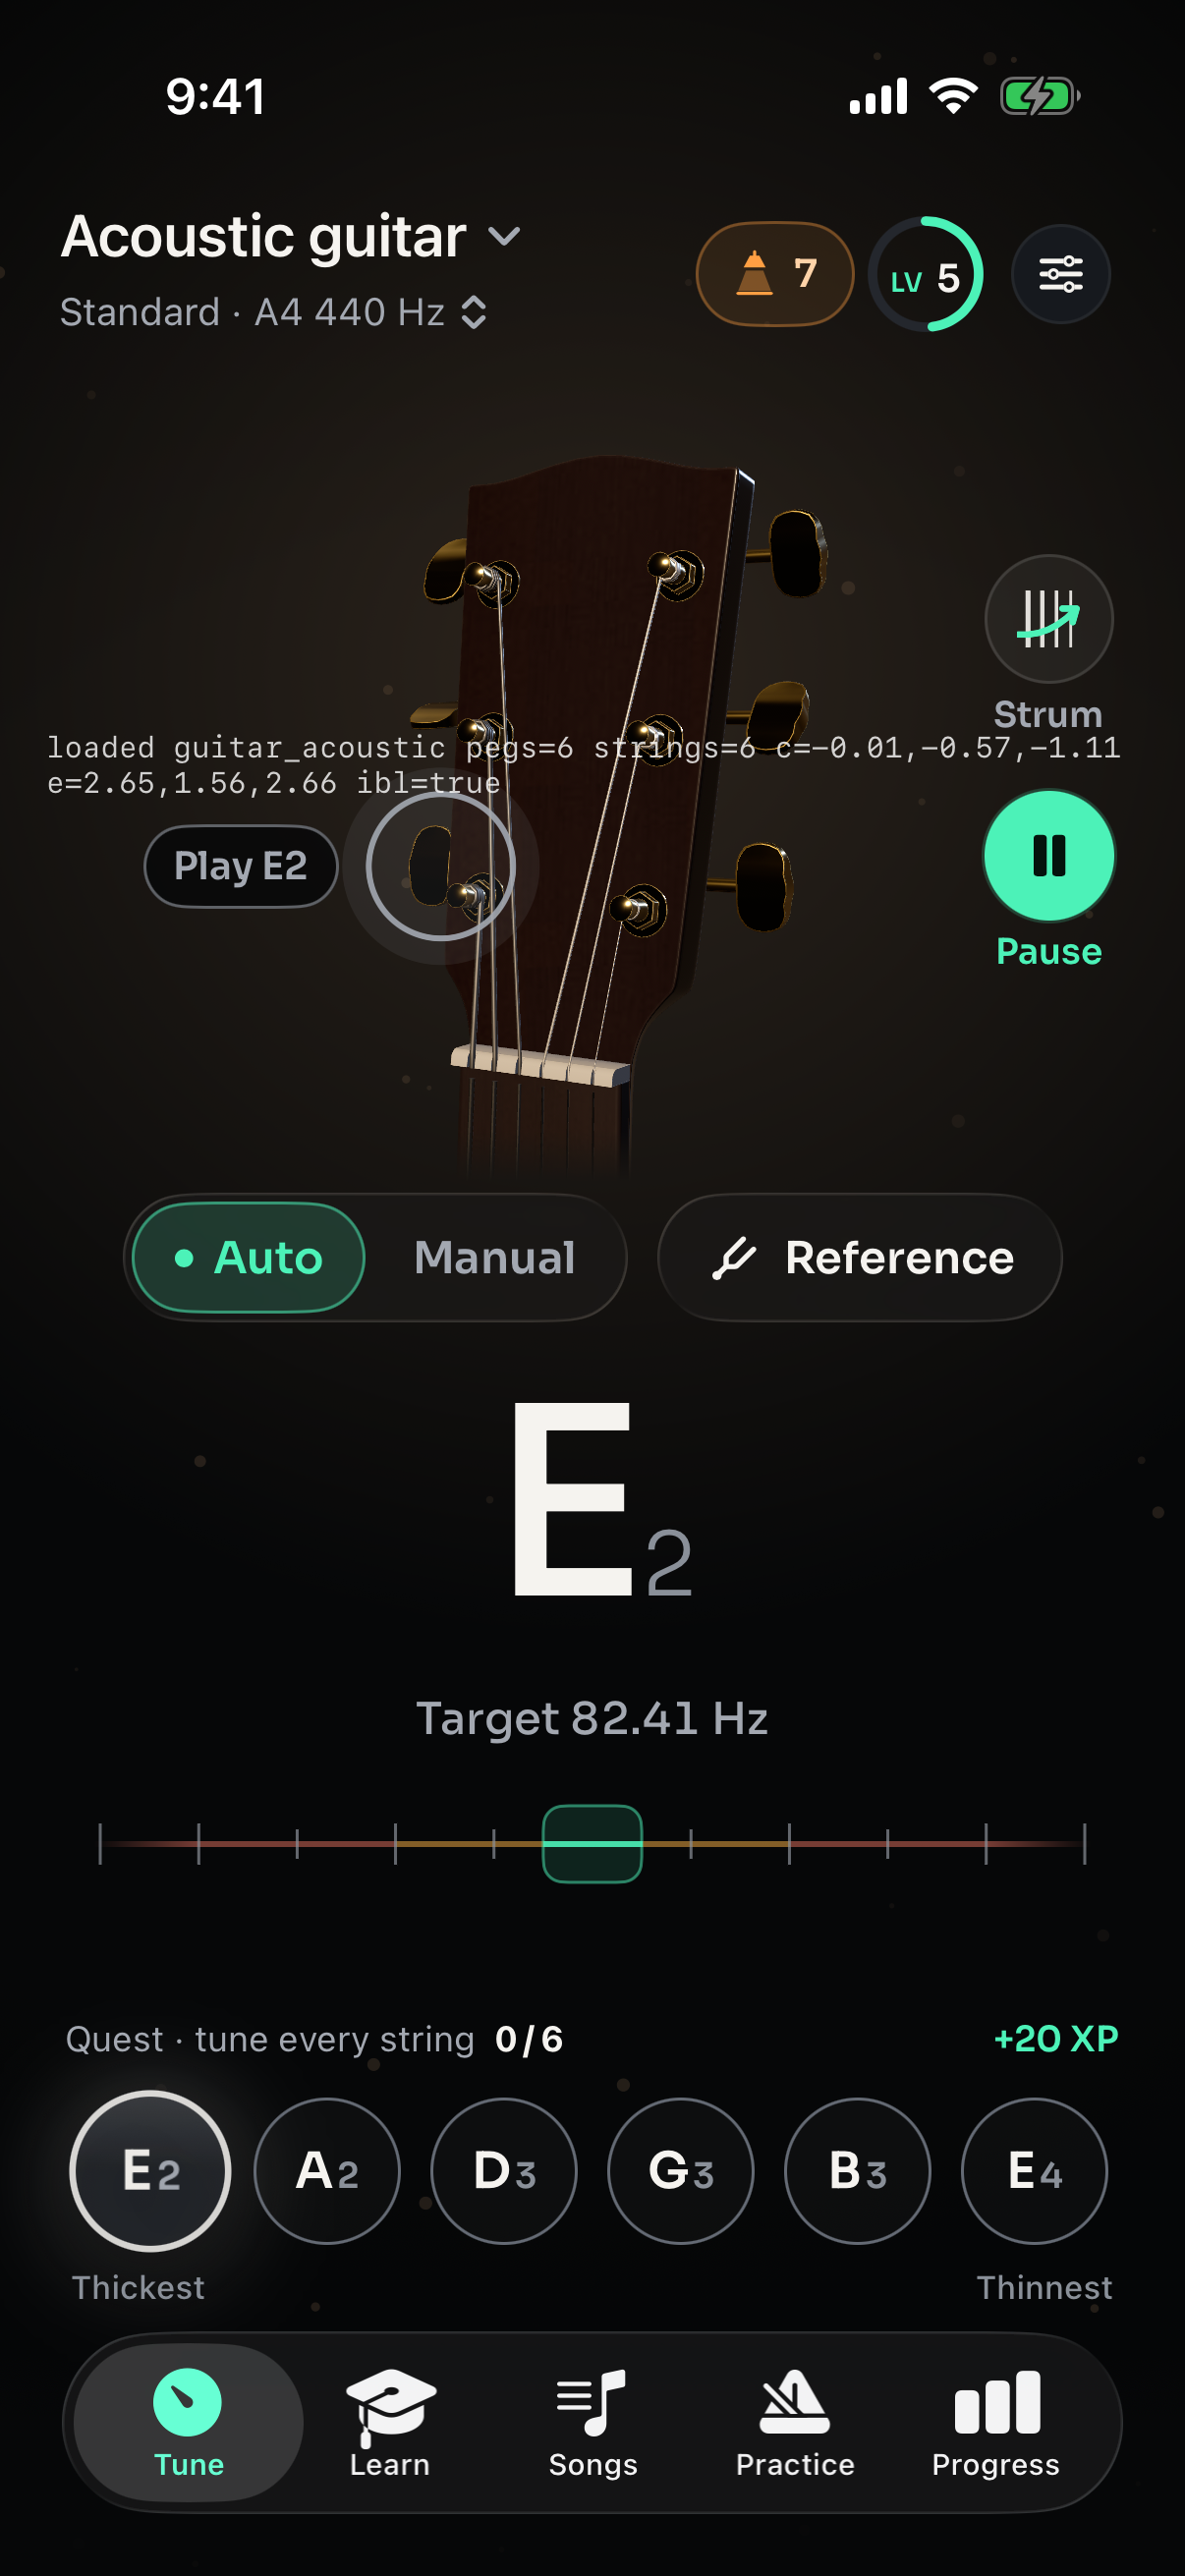 9:41
Acoustic guitar
Standard · A4 440 Hz
7
LV 5
Strum
loaded guitar_acoustic pegs=6 strings=6 c=-0.01,-0.57,-1.11
e=2.65,1.56,2.66 ibl=true
Play E2
Pause
Auto
Manual
Reference
E2
Target 82.41 Hz
Quest · tune every string 0/6
+20 XP
E2
A2
D3
G3
B3
E4
Thickest
Thinnest
Tune
Learn
Songs
Practice
Progress